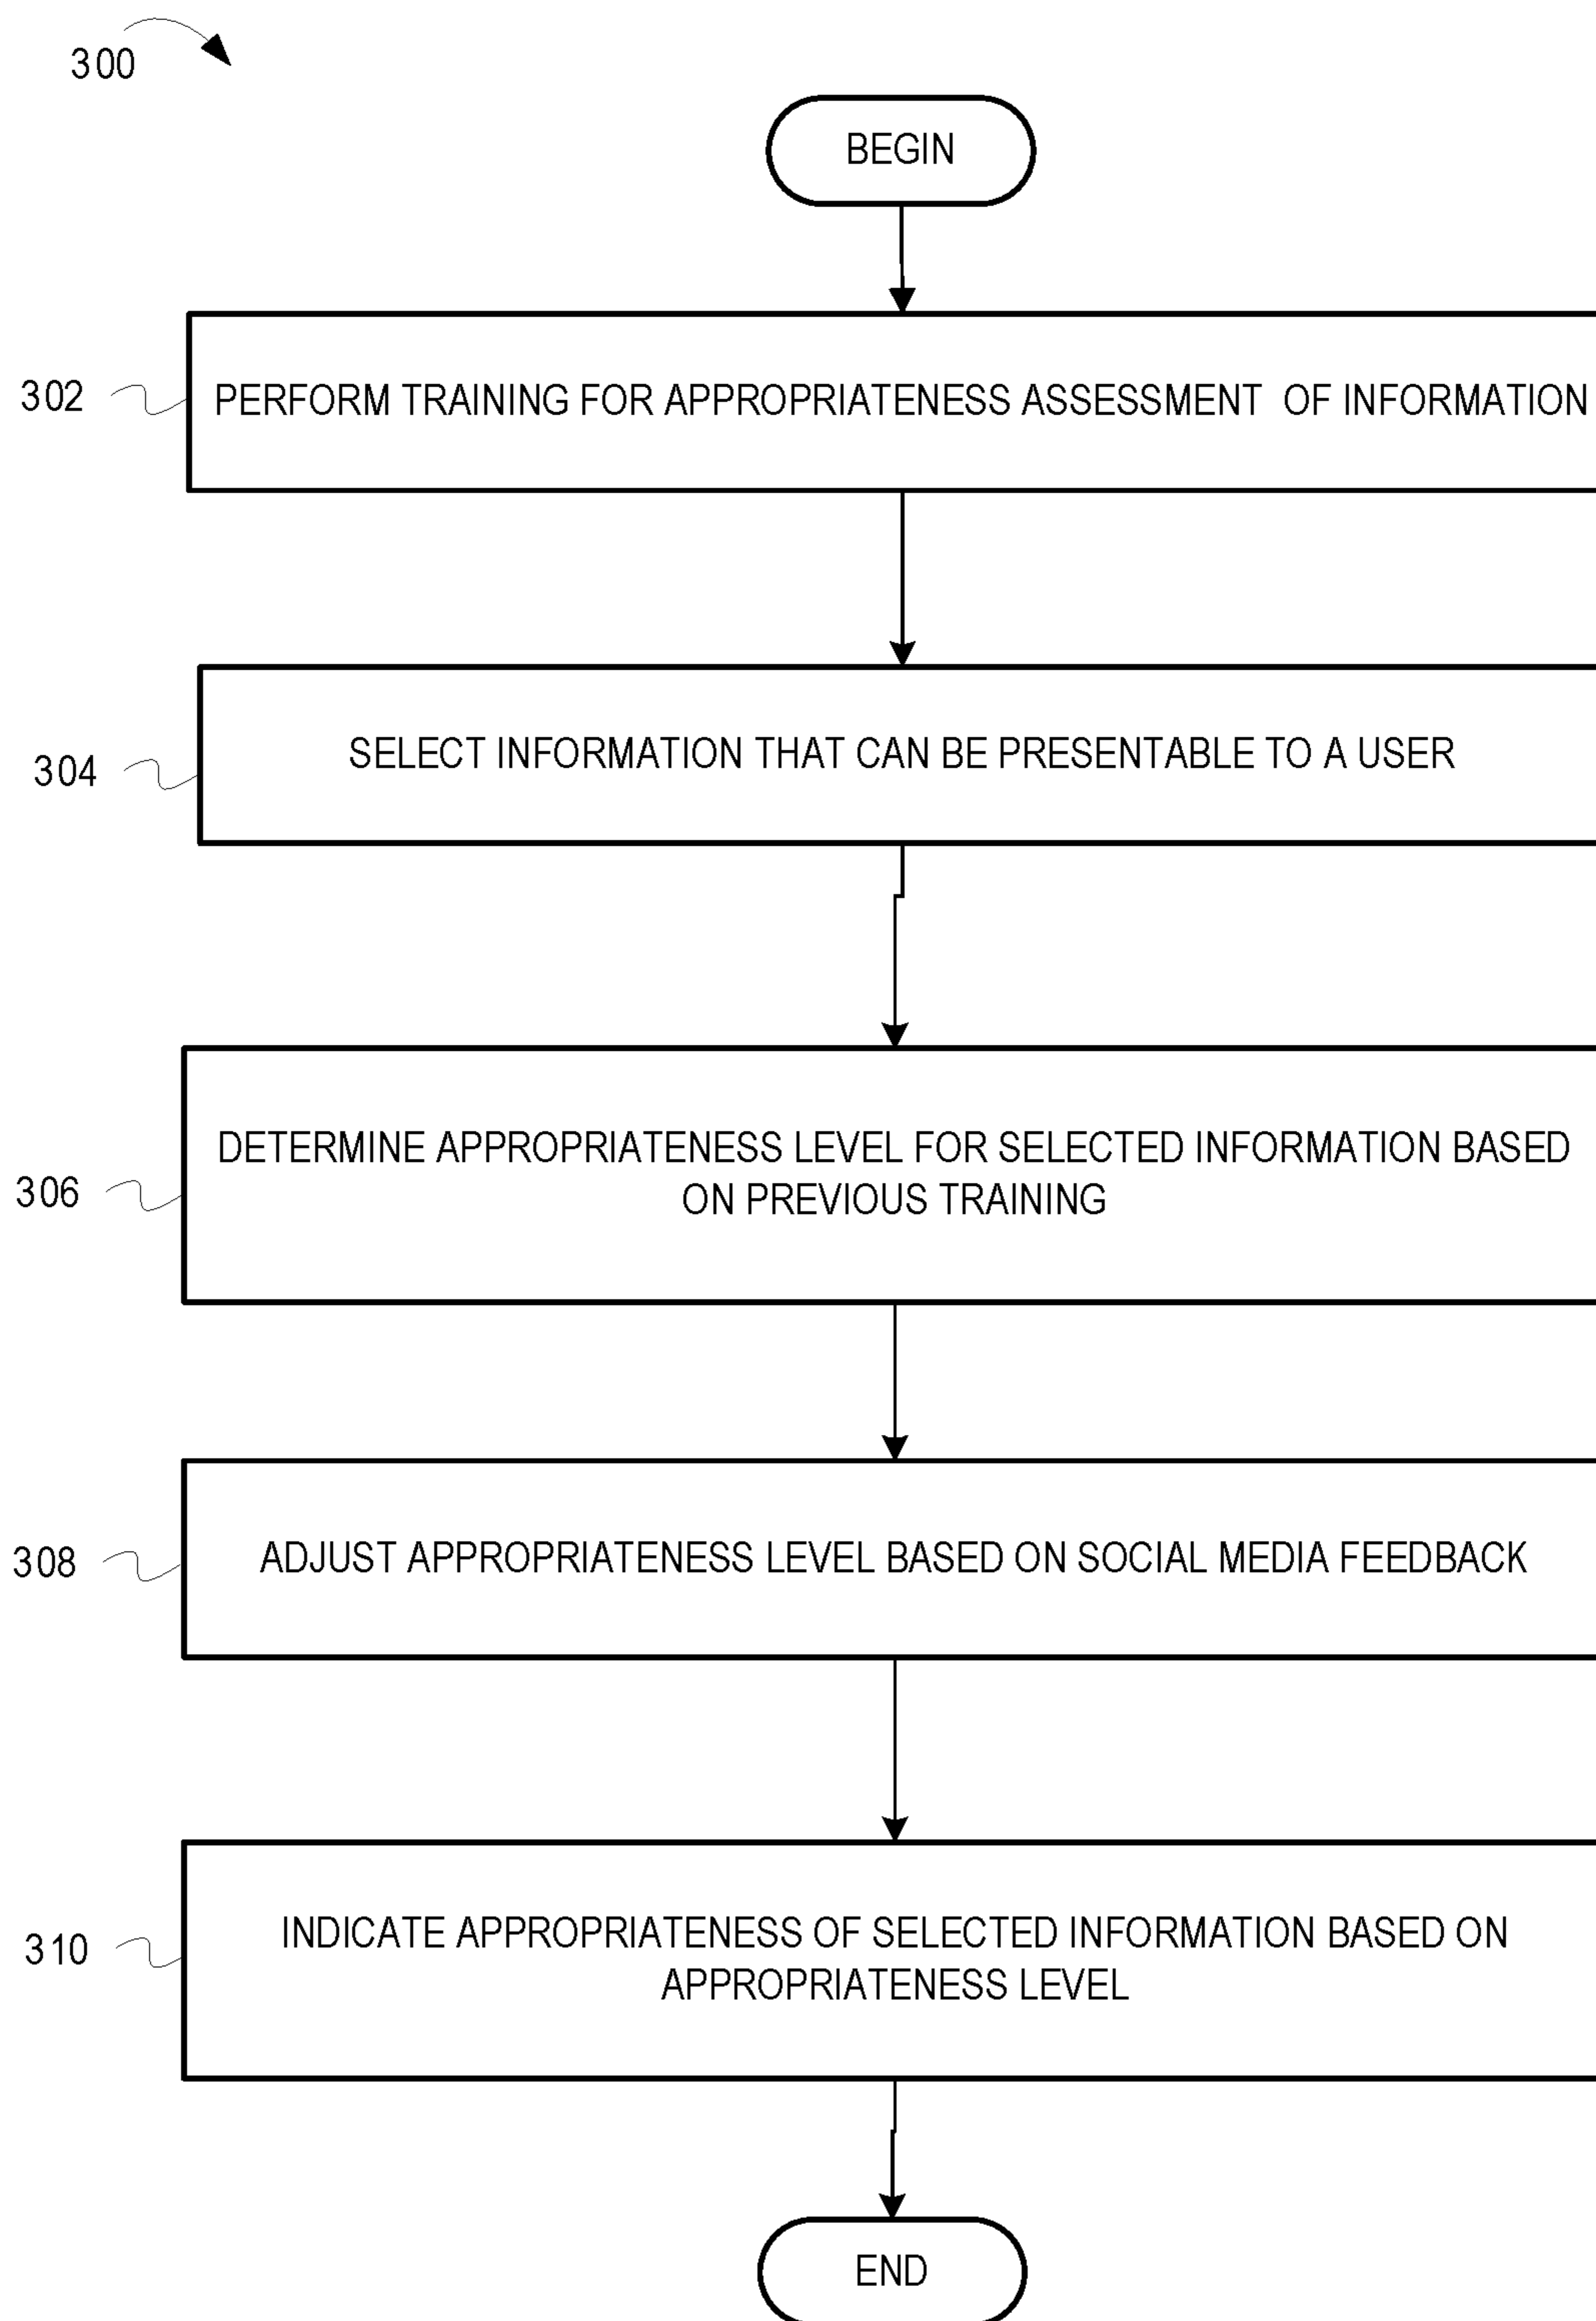 300
BEGIN
302
PERFORM TRAINING FOR APPROPRIATENESS ASSESSMENT OF INFORMATION
304
SELECT INFORMATION THAT CAN BE PRESENTABLE TO A USER
306
DETERMINE APPROPRIATENESS LEVEL FOR SELECTED INFORMATION BASED
ON PREVIOUS TRAINING
308
ADJUST APPROPRIATENESS LEVEL BASED ON SOCIAL MEDIA FEEDBACK
310
INDICATE APPROPRIATENESS OF SELECTED INFORMATION BASED ON
APPROPRIATENESS LEVEL
END